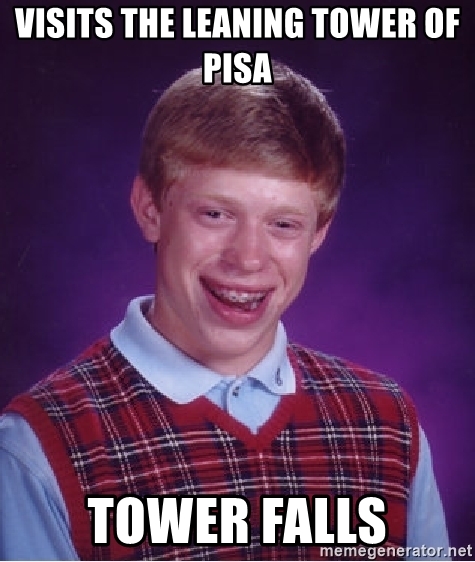 VISITS THE LEANING TOWER OF
PISA
TOWER FALLS
memegenerator.net